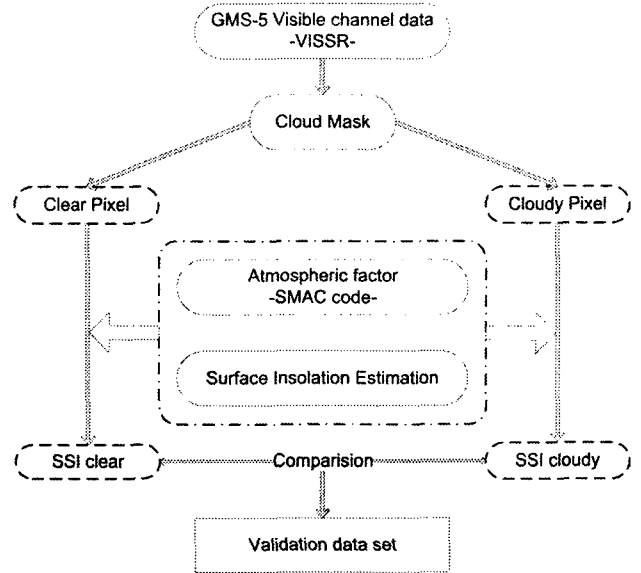 GMS-5 Visible channel data
-VISSR-
Cloud Mask
Clear Pixel
Cloudy Pixel
Atmospheric factor
-SMAC code-
Surface Insolation Estimation
SSI clear
Comparision
SSI cloudy
Validation data set